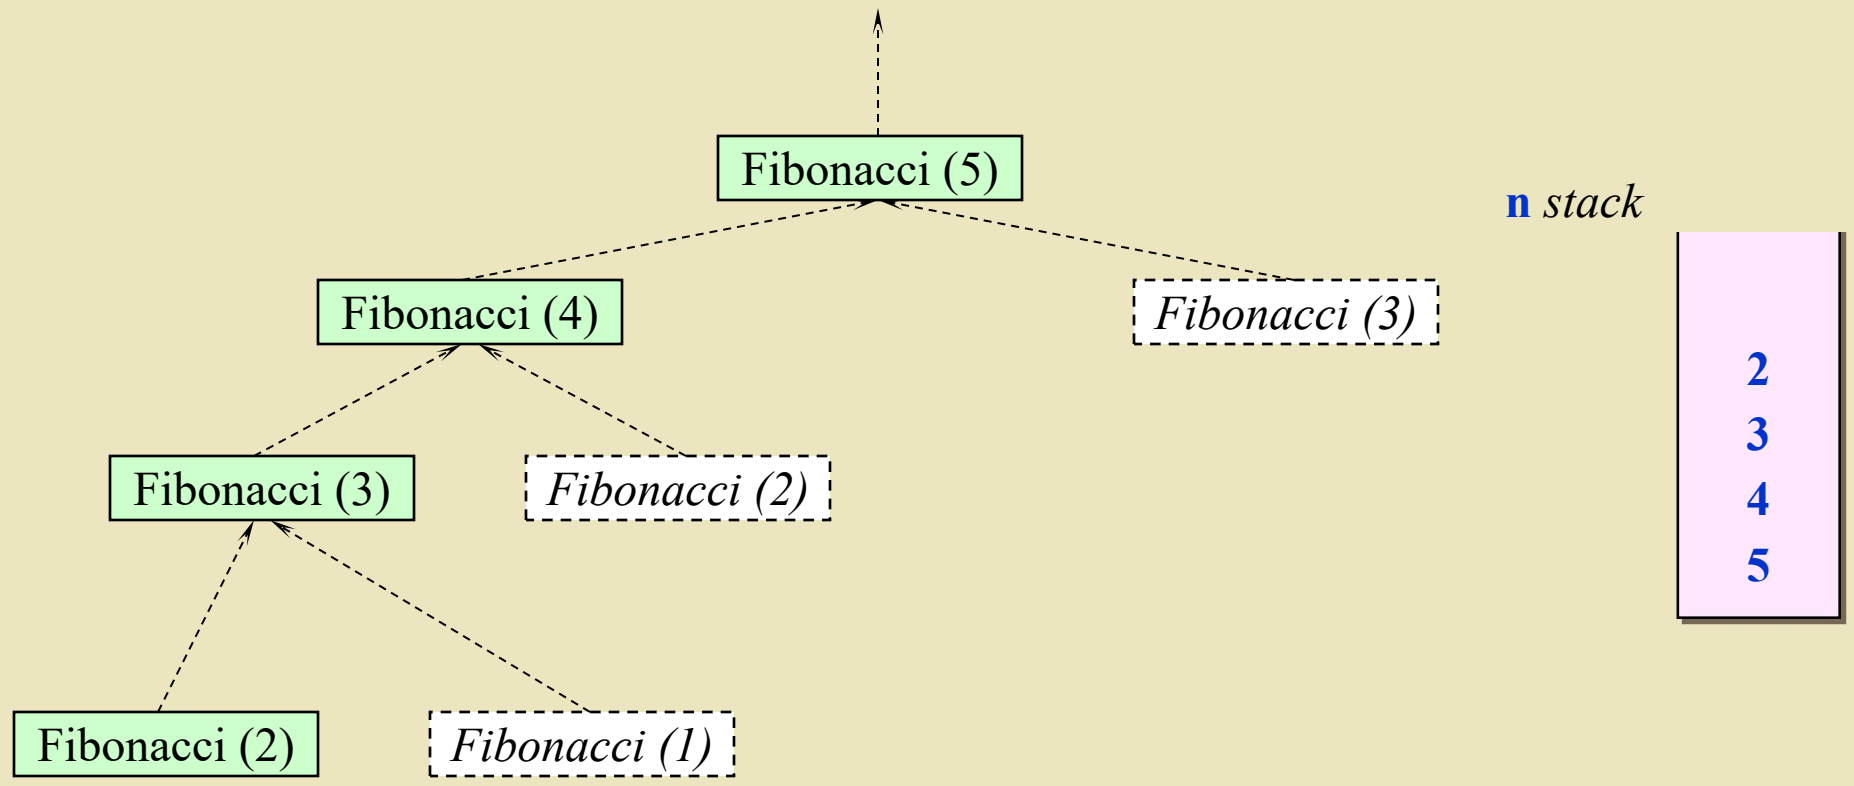 Fibonacci (5)
n stack
Fibonacci (4)
Fibonacci (3)
2
3
4
5
Fibonacci (3)
Fibonacci (2)
Fibonacci (2)
Fibonacci (1)